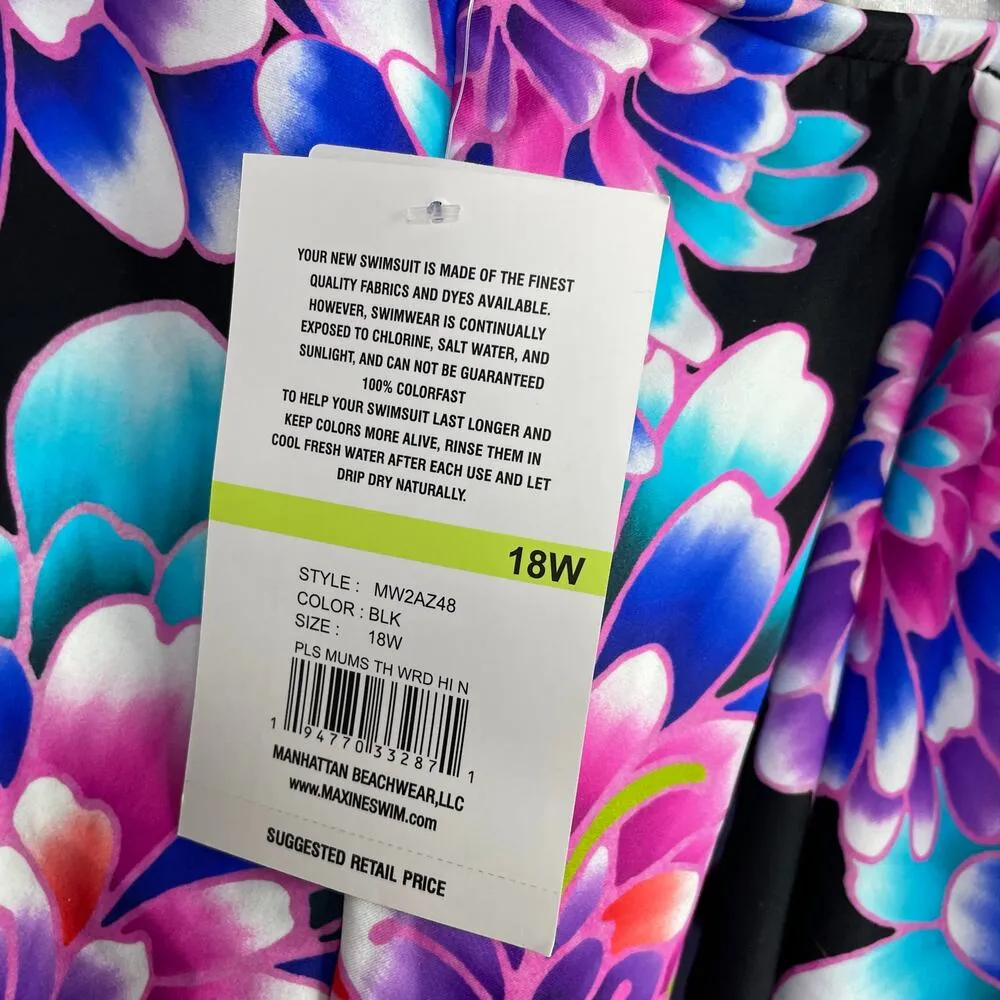 YOUR NEW SWIMSUIT IS MADE OF THE FINEST
QUALITY FABRICS AND DYES AVAILABLE.
HOWEVER, SWIMWEAR IS CONTINUALLY
EXPOSED TO CHLORINE, SALT WATER, AND
SUNLIGHT, AND CAN NOT BE GUARANTEED
100% COLORFAST
TO HELP YOUR SWIMSUIT LAST LONGER AND
KEEP COLORS MORE ALIVE, RINSE THEM IN
COOL FRESH WATER AFTER EACH USE AND LET
DRIP DRY NATURALLY.
18W
STYLE : MW2AZ48
COLOR : BLK
SIZE : 18W
PLS MUMS TH WRD HI N
1 94770 33287 1
MANHATTAN BEACHWEAR,LLC
www.MAXINESWIM.com
SUGGESTED RETAIL PRICE